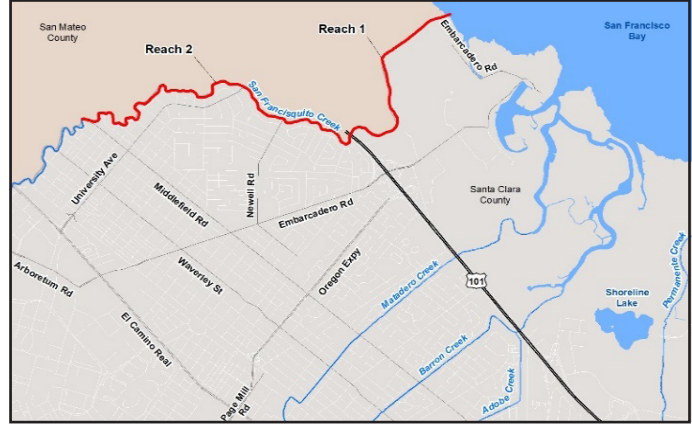 San Mateo
County
Reach 1
San Francisco
Bay
Reach 2
Embarcadero Rd
San Francisquito Creek
University Ave
Newell Rd
Middlefield Rd
Santa Clara
County
Embarcadero Rd
Arboretum Rd
Waverley St
Oregon Expy
Matadero Creek
101
Permanente Creek
Shoreline
Lake
El Camino Real
Barron Creek
Adobe Creek
Page Mill
Rd